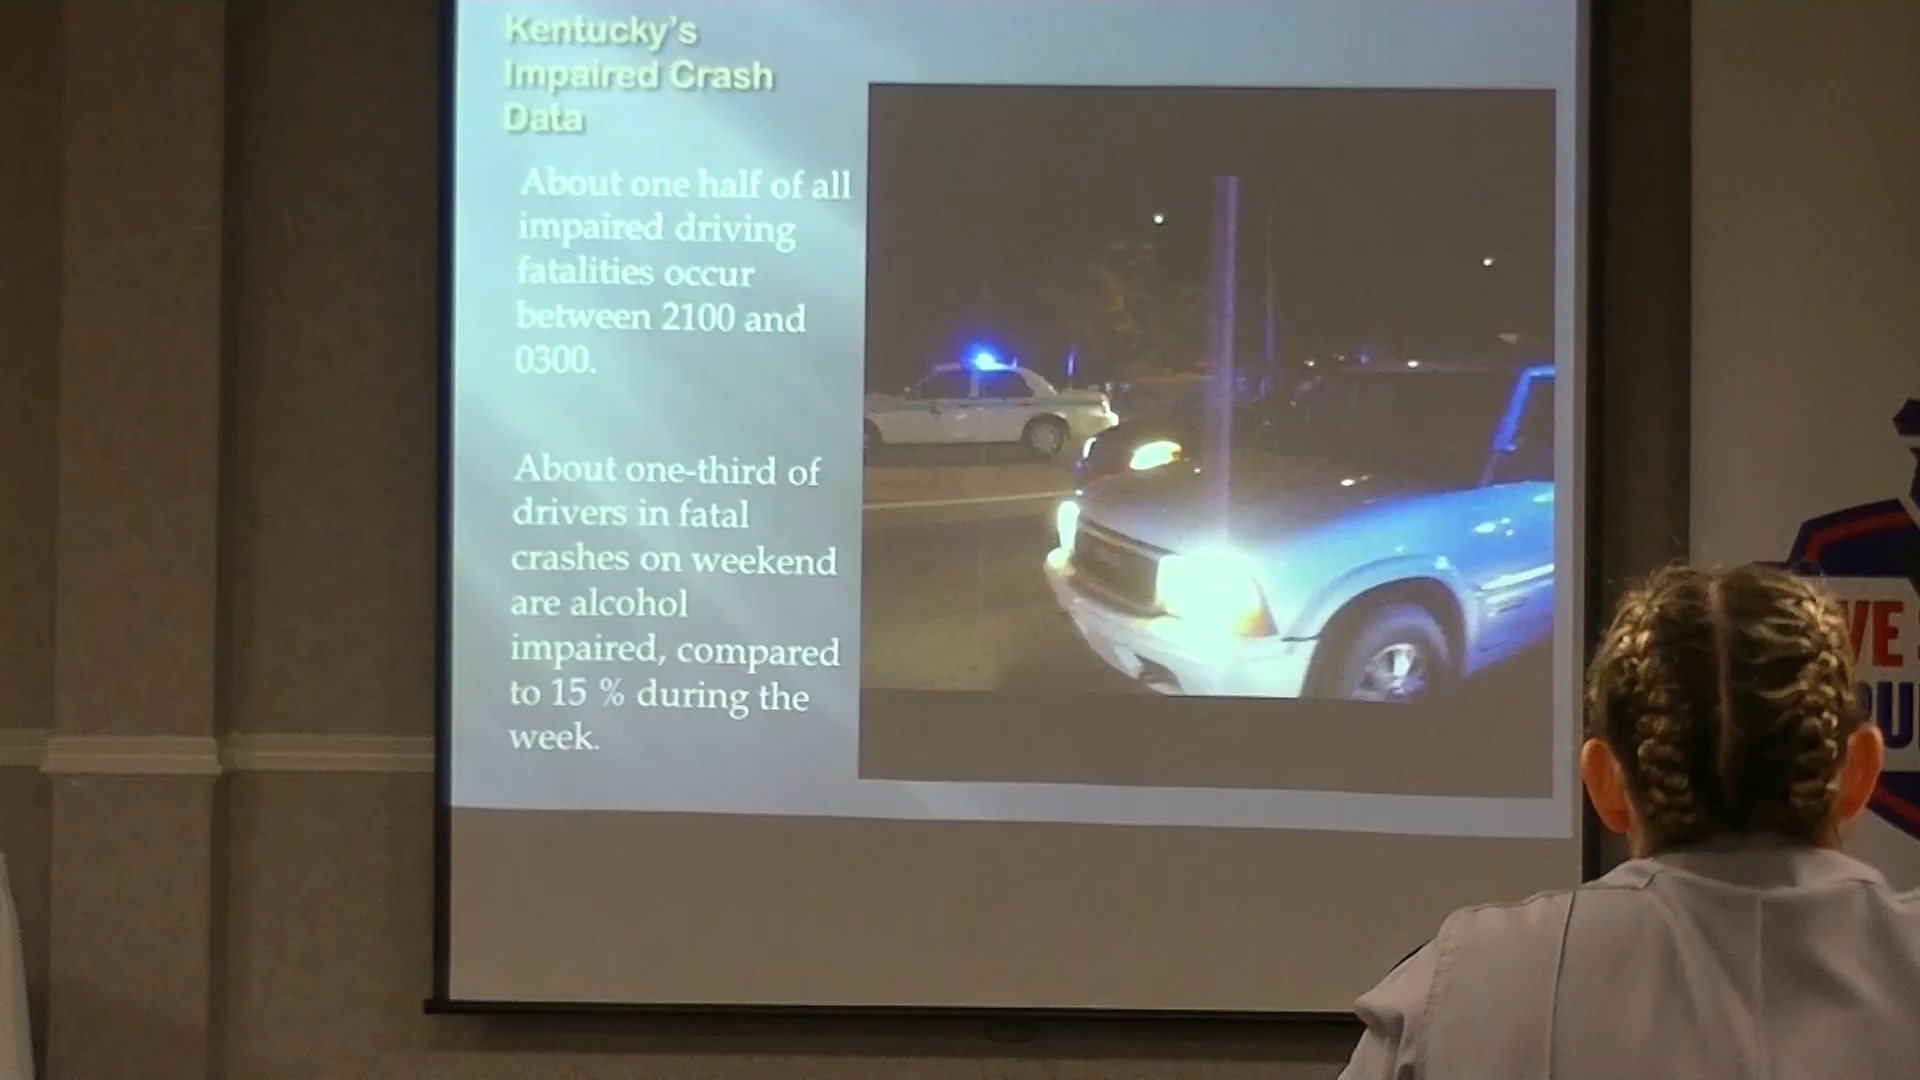 Kentucky's
Impaired Crash
Data
About one half of all
impaired driving
fatalities occur
between 2100 and
0300.
About one-third of
drivers in fatal
crashes on weekend
are alcohol
impaired, compared
to 15 % during the
week.
VE